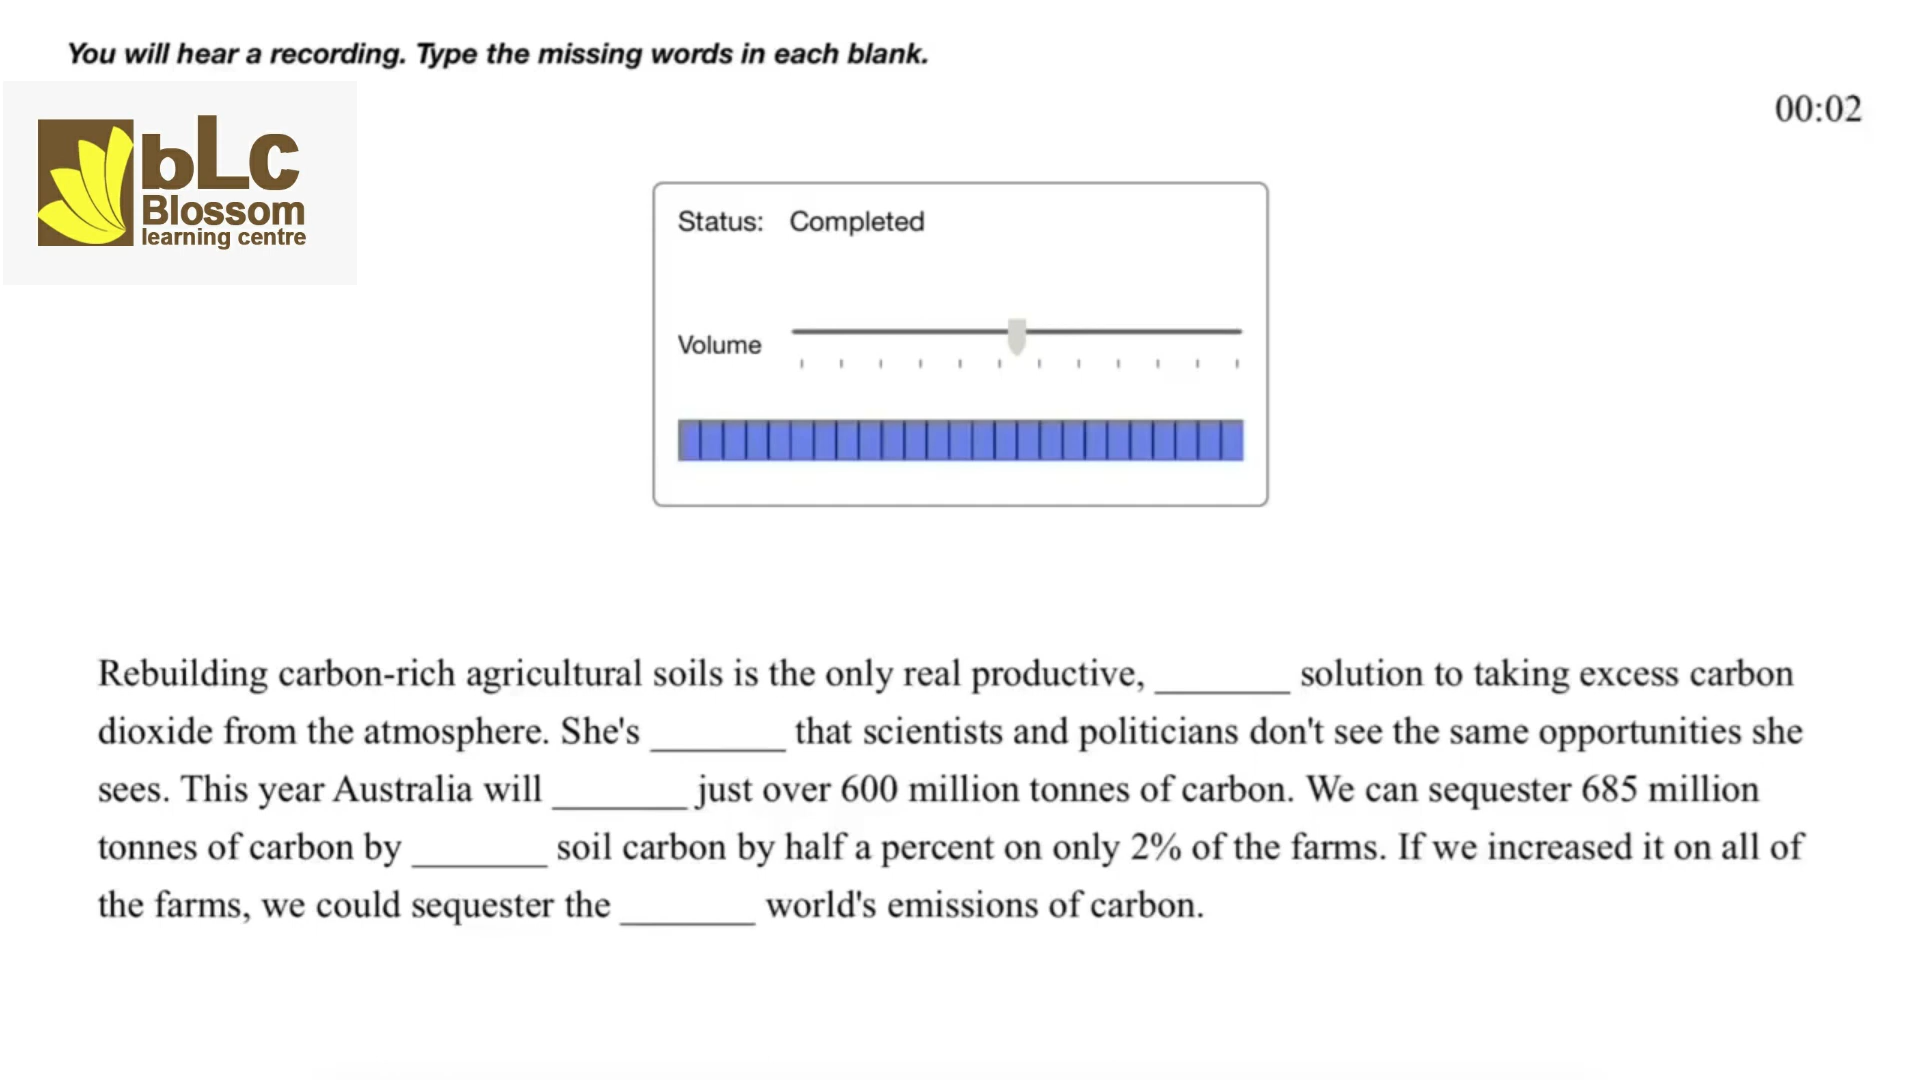 You will hear a recording. Type the missing words in each blank.
00:02
bLC
Blossom
learning centre
Status: Completed
Volume
Rebuilding carbon-rich agricultural soils is the only real productive, _______ solution to taking excess carbon
dioxide from the atmosphere. She's _______ that scientists and politicians don't see the same opportunities she
sees. This year Australia will _______ just over 600 million tonnes of carbon. We can sequester 685 million
tonnes of carbon by _______ soil carbon by half a percent on only 2% of the farms. If we increased it on all of
the farms, we could sequester the _______ world's emissions of carbon.